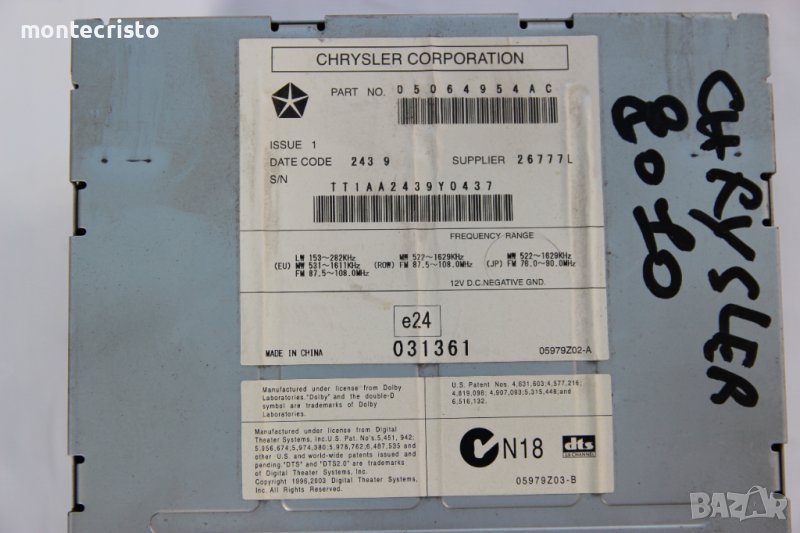 montecristo
CHRYSLER CORPORATION
PART NO. 05064954AC
ISSUE 1
DATE CODE 243 9 SUPPLIER 26777L
S/N
TT1AA2439Y0437
FREQUENCY RANGE
(EU) LW 153~282KHz
MW 531~1611KHz
FM 87.5~108.0MHz
(ROW) MW 522~1629KHz
FM 87.5~108.0MHz
(JP) MW 522~1629KHz
FM 76.0~90.0MHz
12V D.C.NEGATIVE GND.
e24
MADE IN CHINA 031361 05979Z02-A
Manufactured under license from Dolby
Laboratories."Dolby" and the double-D
symbol are trademarks of Dolby
Laboratories.
Manufactured under license from Digital
Theater Systems, Inc.U.S. Pat. No's.5,451, 942;
5,956,674;5,974,380;5,978,762;6,487,535 and
other U.S. and world-wide patents issued and
pending."DTS" and "DTS2.0" are trademarks
of Digital Theater Systems, Inc.
Copyright 1996,2003 Digital Theater Systems,
Inc. All Rights Reserved.
U.S. Patent Nos. 4,631,603;4,577,216;
4,819,098; 4,907,093;5,315,448;and
6,516,132.
N18
dts
05979Z03-B
CHRYSLER
8020
BAZAR